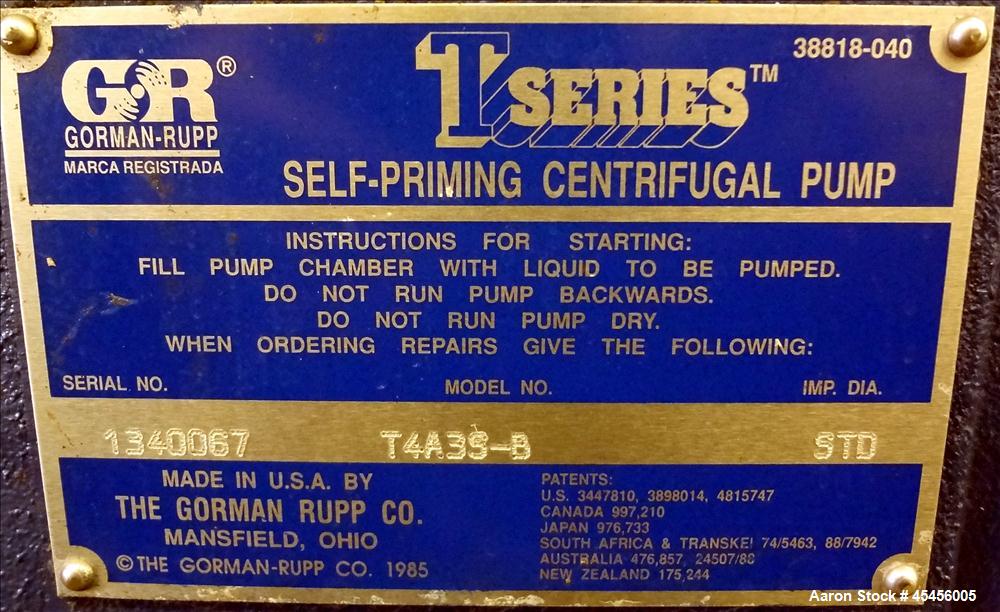 38818-040
GR®
GORMAN-RUPP
MARCA REGISTRADA
T SERIES™
SELF-PRIMING CENTRIFUGAL PUMP
INSTRUCTIONS FOR STARTING:
FILL PUMP CHAMBER WITH LIQUID TO BE PUMPED.
DO NOT RUN PUMP BACKWARDS.
DO NOT RUN PUMP DRY.
WHEN ORDERING REPAIRS GIVE THE FOLLOWING:
SERIAL NO. MODEL NO. IMP. DIA.
1340067 T4A3S-B STD
MADE IN U.S.A. BY
THE GORMAN RUPP CO.
MANSFIELD, OHIO
© THE GORMAN-RUPP CO. 1985
PATENTS:
U.S. 3447810, 3898014, 4815747
CANADA 997,210
JAPAN 976,733
SOUTH AFRICA & TRANSKEI 74/5463, 88/7942
AUSTRALIA 476,857, 24507/88
NEW ZEALAND 175,244
Aaron Stock # 45456005